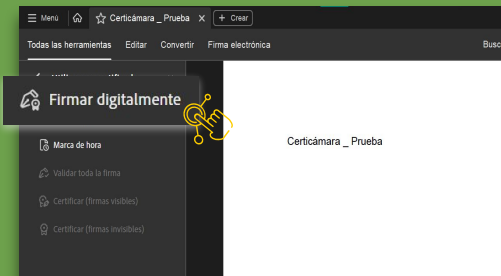 Menú
Certicámara _ Prueba
+ Crear
Todas las herramientas
Editar
Convertir
Firma electrónica
Busc
Firmar digitalmente
Marca de hora
Validar toda la firma
Certificar (firmas visibles)
Certificar (firmas invisibles)
Certicámara _ Prueba